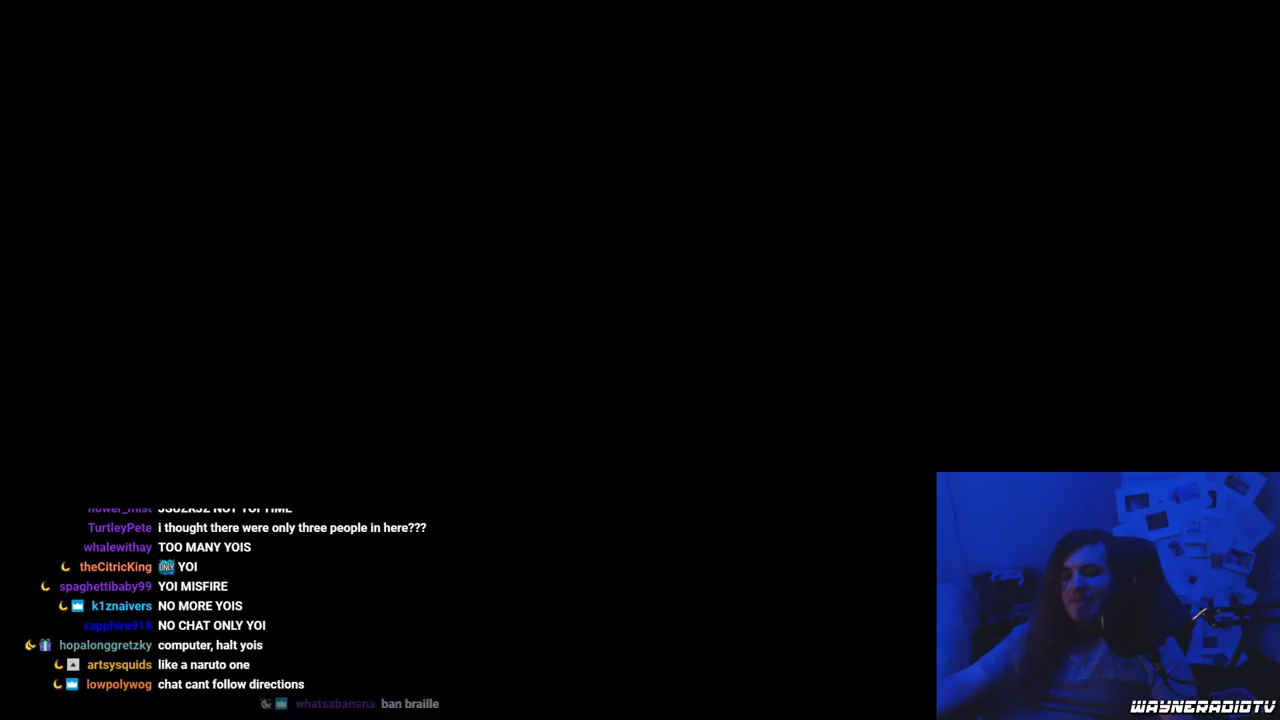 TurtleyPete i thought there were only three people in here???
whalewithay TOO MANY YOIS
theCitricKing ONLY YOI
spaghettibaby99 YOI MISFIRE
k1znaivers NO MORE YOIS
sapphire918 NO CHAT ONLY YOI
hopalonggretzky computer, halt yois
artsysquids like a naruto one
lowpolywog chat cant follow directions
whatsabanana ban braille
WAYNERADIOTV